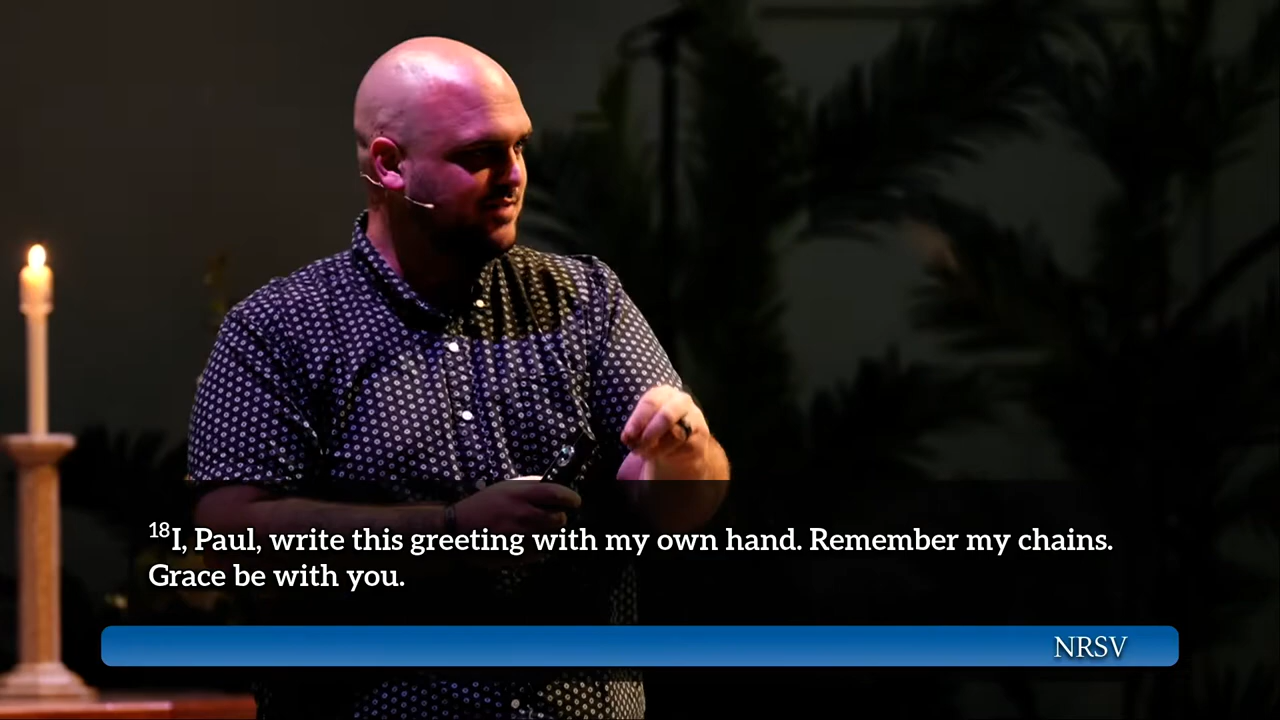 18I, Paul, write this greeting with my own hand. Remember my chains.
Grace be with you.
NRSV